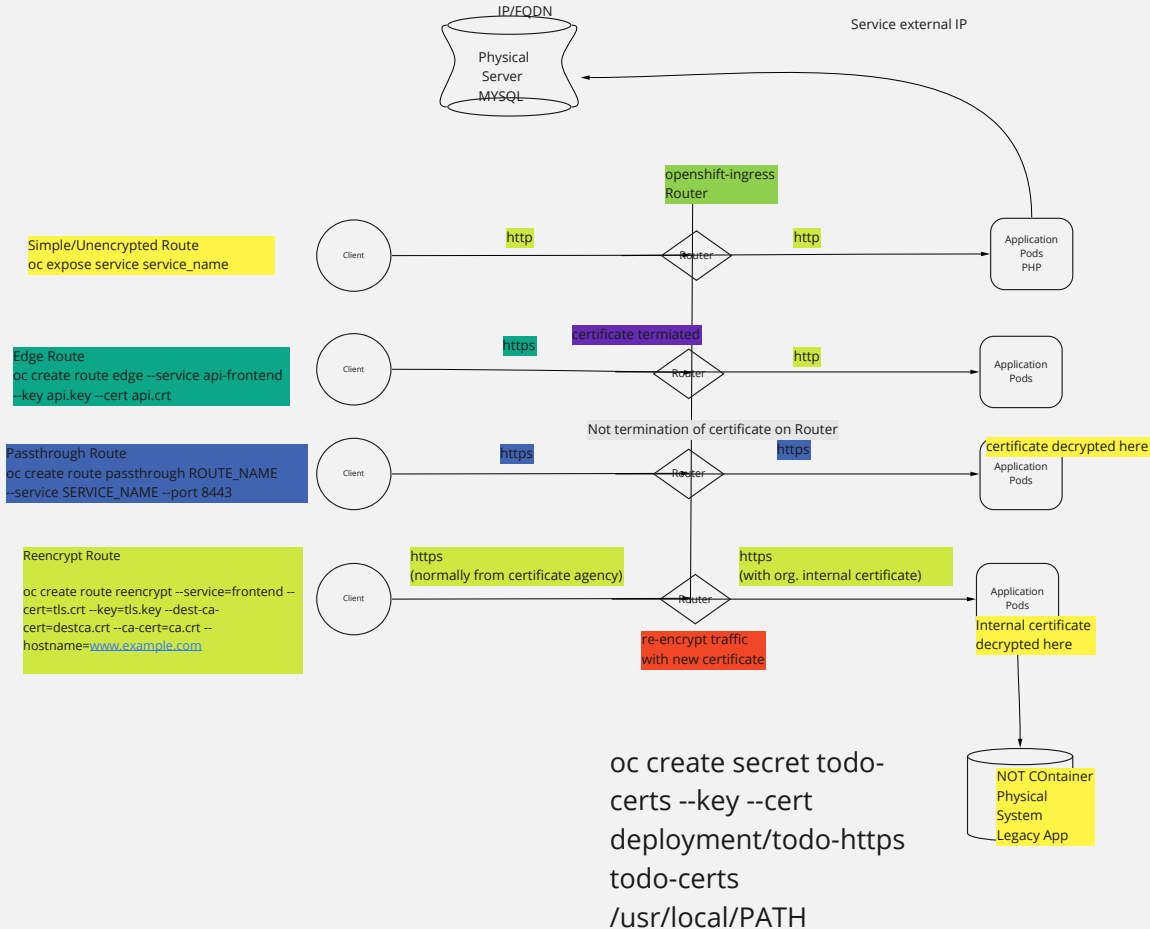 IP/FQDN
Service external IP
Physical
Server
MYSQL
openshift-ingress
Router
Simple/Unencrypted Route
oc expose service service_name
Client
http
Router
http
Application
Pods
PHP
certificate termiated
Edge Route
oc create route edge --service api-frontend
--key api.key --cert api.crt
Client
https
Router
http
Application
Pods
Not termination of certificate on Router
Passthrough Route
oc create route passthrough ROUTE_NAME
--service SERVICE_NAME --port 8443
Client
https
Router
https
certificate decrypted here
Application
Pods
Reencrypt Route
oc create route reencrypt --service=frontend --
cert=tls.crt --key=tls.key --dest-ca-
cert=destca.crt --ca-cert=ca.crt --
hostname=www.example.com
Client
https
(normally from certificate agency)
Router
https
(with org. internal certificate)
Application
Pods
Internal certificate
decrypted here
re-encrypt traffic
with new certificate
oc create secret todo-
certs --key --cert
deployment/todo-https
todo-certs
/usr/local/PATH
NOT COntainer
Physical
System
Legacy App